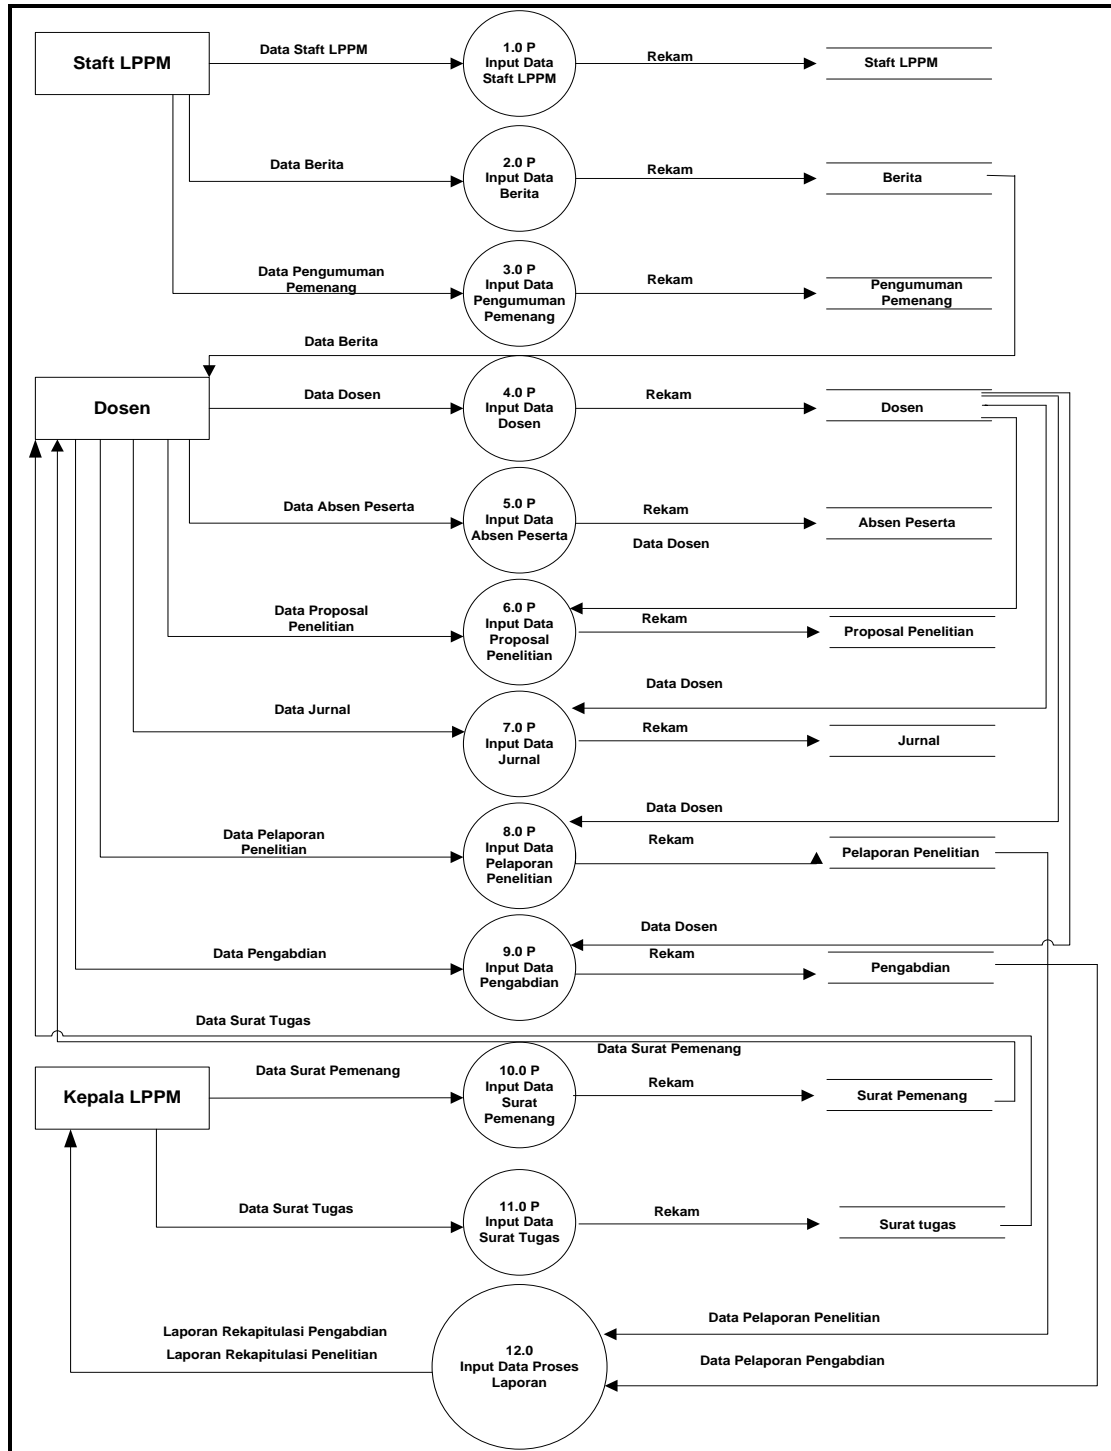 Staft LPPM
Data Staft LPPM
1.0 P
Input Data
Staft LPPM
Rekam
Staft LPPM
Data Berita
2.0 P
Input Data
Berita
Rekam
Berita
Data Pengumuman
Pemenang
3.0 P
Input Data
Pengumuman
Pemenang
Rekam
Pengumuman
Pemenang
Data Berita
Dosen
Data Dosen
4.0 P
Input Data
Dosen
Rekam
Dosen
Data Absen Peserta
5.0 P
Input Data
Absen Peserta
Rekam
Absen Peserta
Data Dosen
Data Proposal
Penelitian
6.0 P
Input Data
Proposal
Penelitian
Rekam
Proposal Penelitian
Data Dosen
Data Jurnal
7.0 P
Input Data
Jurnal
Rekam
Jurnal
Data Dosen
Data Pelaporan
Penelitian
8.0 P
Input Data
Pelaporan
Penelitian
Rekam
Pelaporan Penelitian
Data Dosen
Data Pengabdian
9.0 P
Input Data
Pengabdian
Rekam
Pengabdian
Data Surat Tugas
Data Surat Pemenang
Kepala LPPM
Data Surat Pemenang
10.0 P
Input Data
Surat
Pemenang
Rekam
Surat Pemenang
Data Surat Tugas
11.0 P
Input Data
Surat Tugas
Rekam
Surat tugas
Data Pelaporan Penelitian
Laporan Rekapitulasi Pengabdian
Laporan Rekapitulasi Penelitian
12.0
Input Data Proses
Laporan
Data Pelaporan Pengabdian